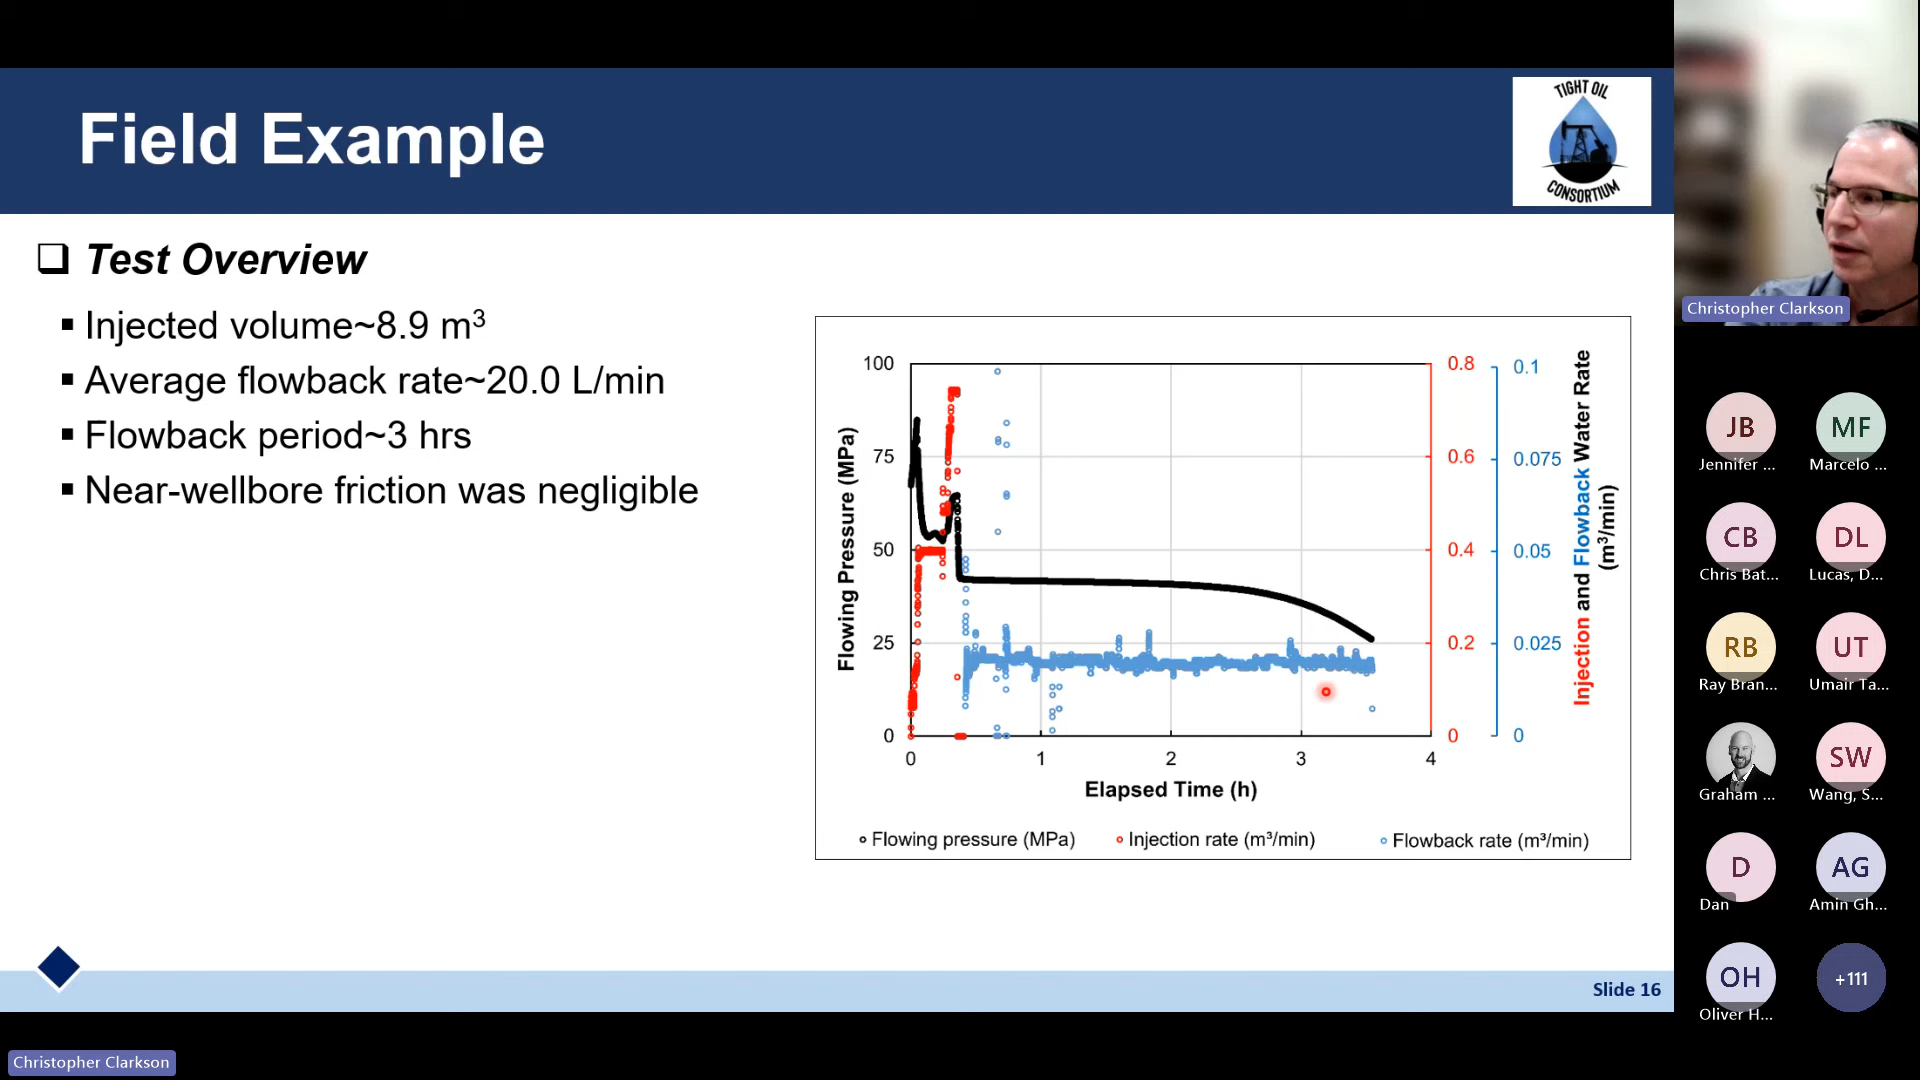 Field Example
TIGHT OIL
CONSORTIUM
Test Overview
Injected volume~8.9 m³
Average flowback rate~20.0 L/min
Flowback period~3 hrs
Near-wellbore friction was negligible
Flowing Pressure (MPa)
100
75
50
25
0
0.8
0.6
0.4
0.2
0
0.1
0.075
0.05
0.025
0
Injection and Flowback Water Rate
(m³/min)
0 1 2 3 4
Elapsed Time (h)
Flowing pressure (MPa) Injection rate (m³/min) Flowback rate (m³/min)
Slide 16
Christopher Clarkson
Christopher Clarkson
JB
Jennifer ...
MF
Marcelo ...
CB
Chris Bat...
DL
Lucas, D...
RB
Ray Bran...
UT
Umair Ta...
Graham ...
SW
Wang, S...
D
Dan
AG
Amin Gh...
OH
Oliver H...
+111